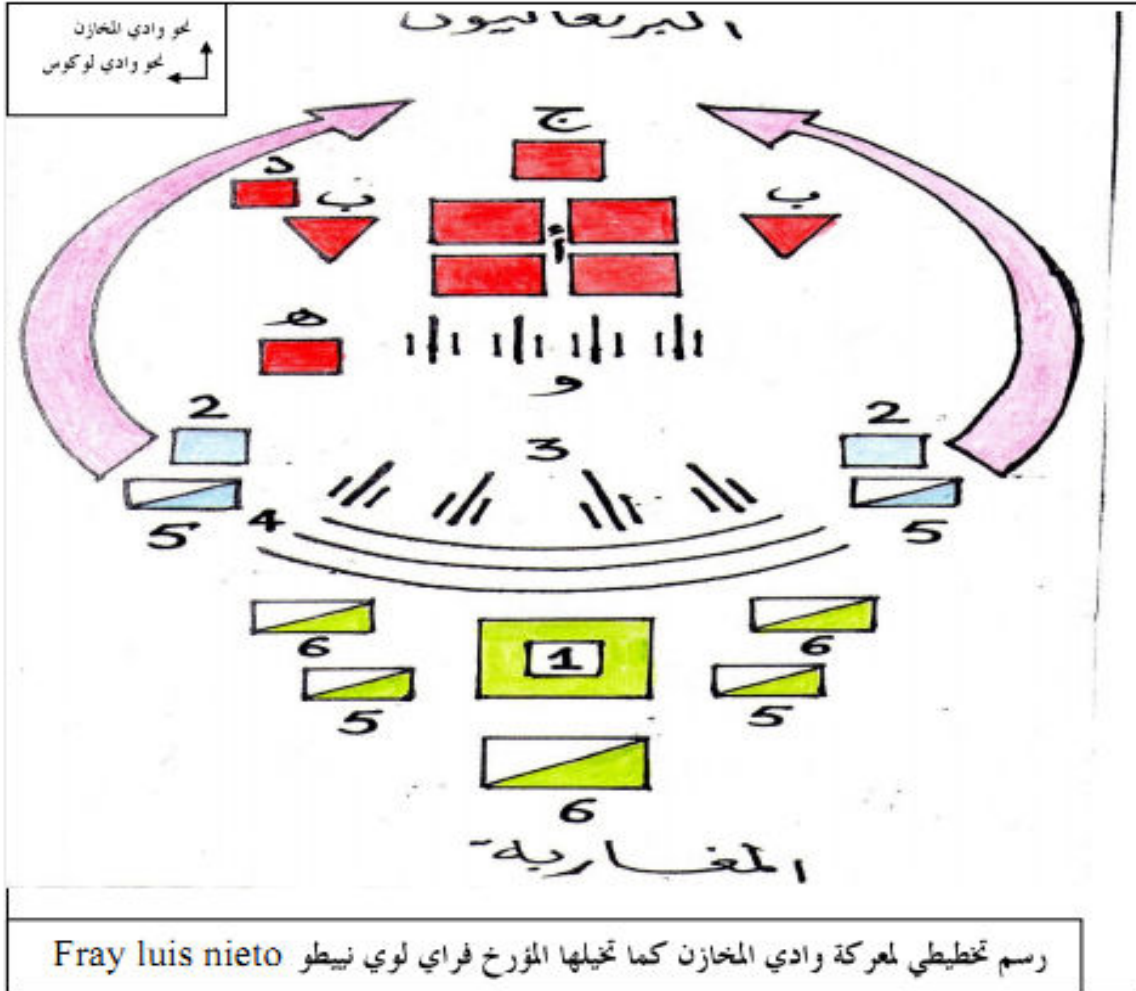 البرتغاليون
نحو وادي المخازن
نحو وادي لوكوس
ج
د
ب
ب
أ
هـ
و
2
2
3
5
4
5
6
1
6
5
5
6
المغاربة
رسم تخطيطي لمعركة وادي المخازن كما تخيلها المؤرخ فراي لوي نييطو Fray luis nieto